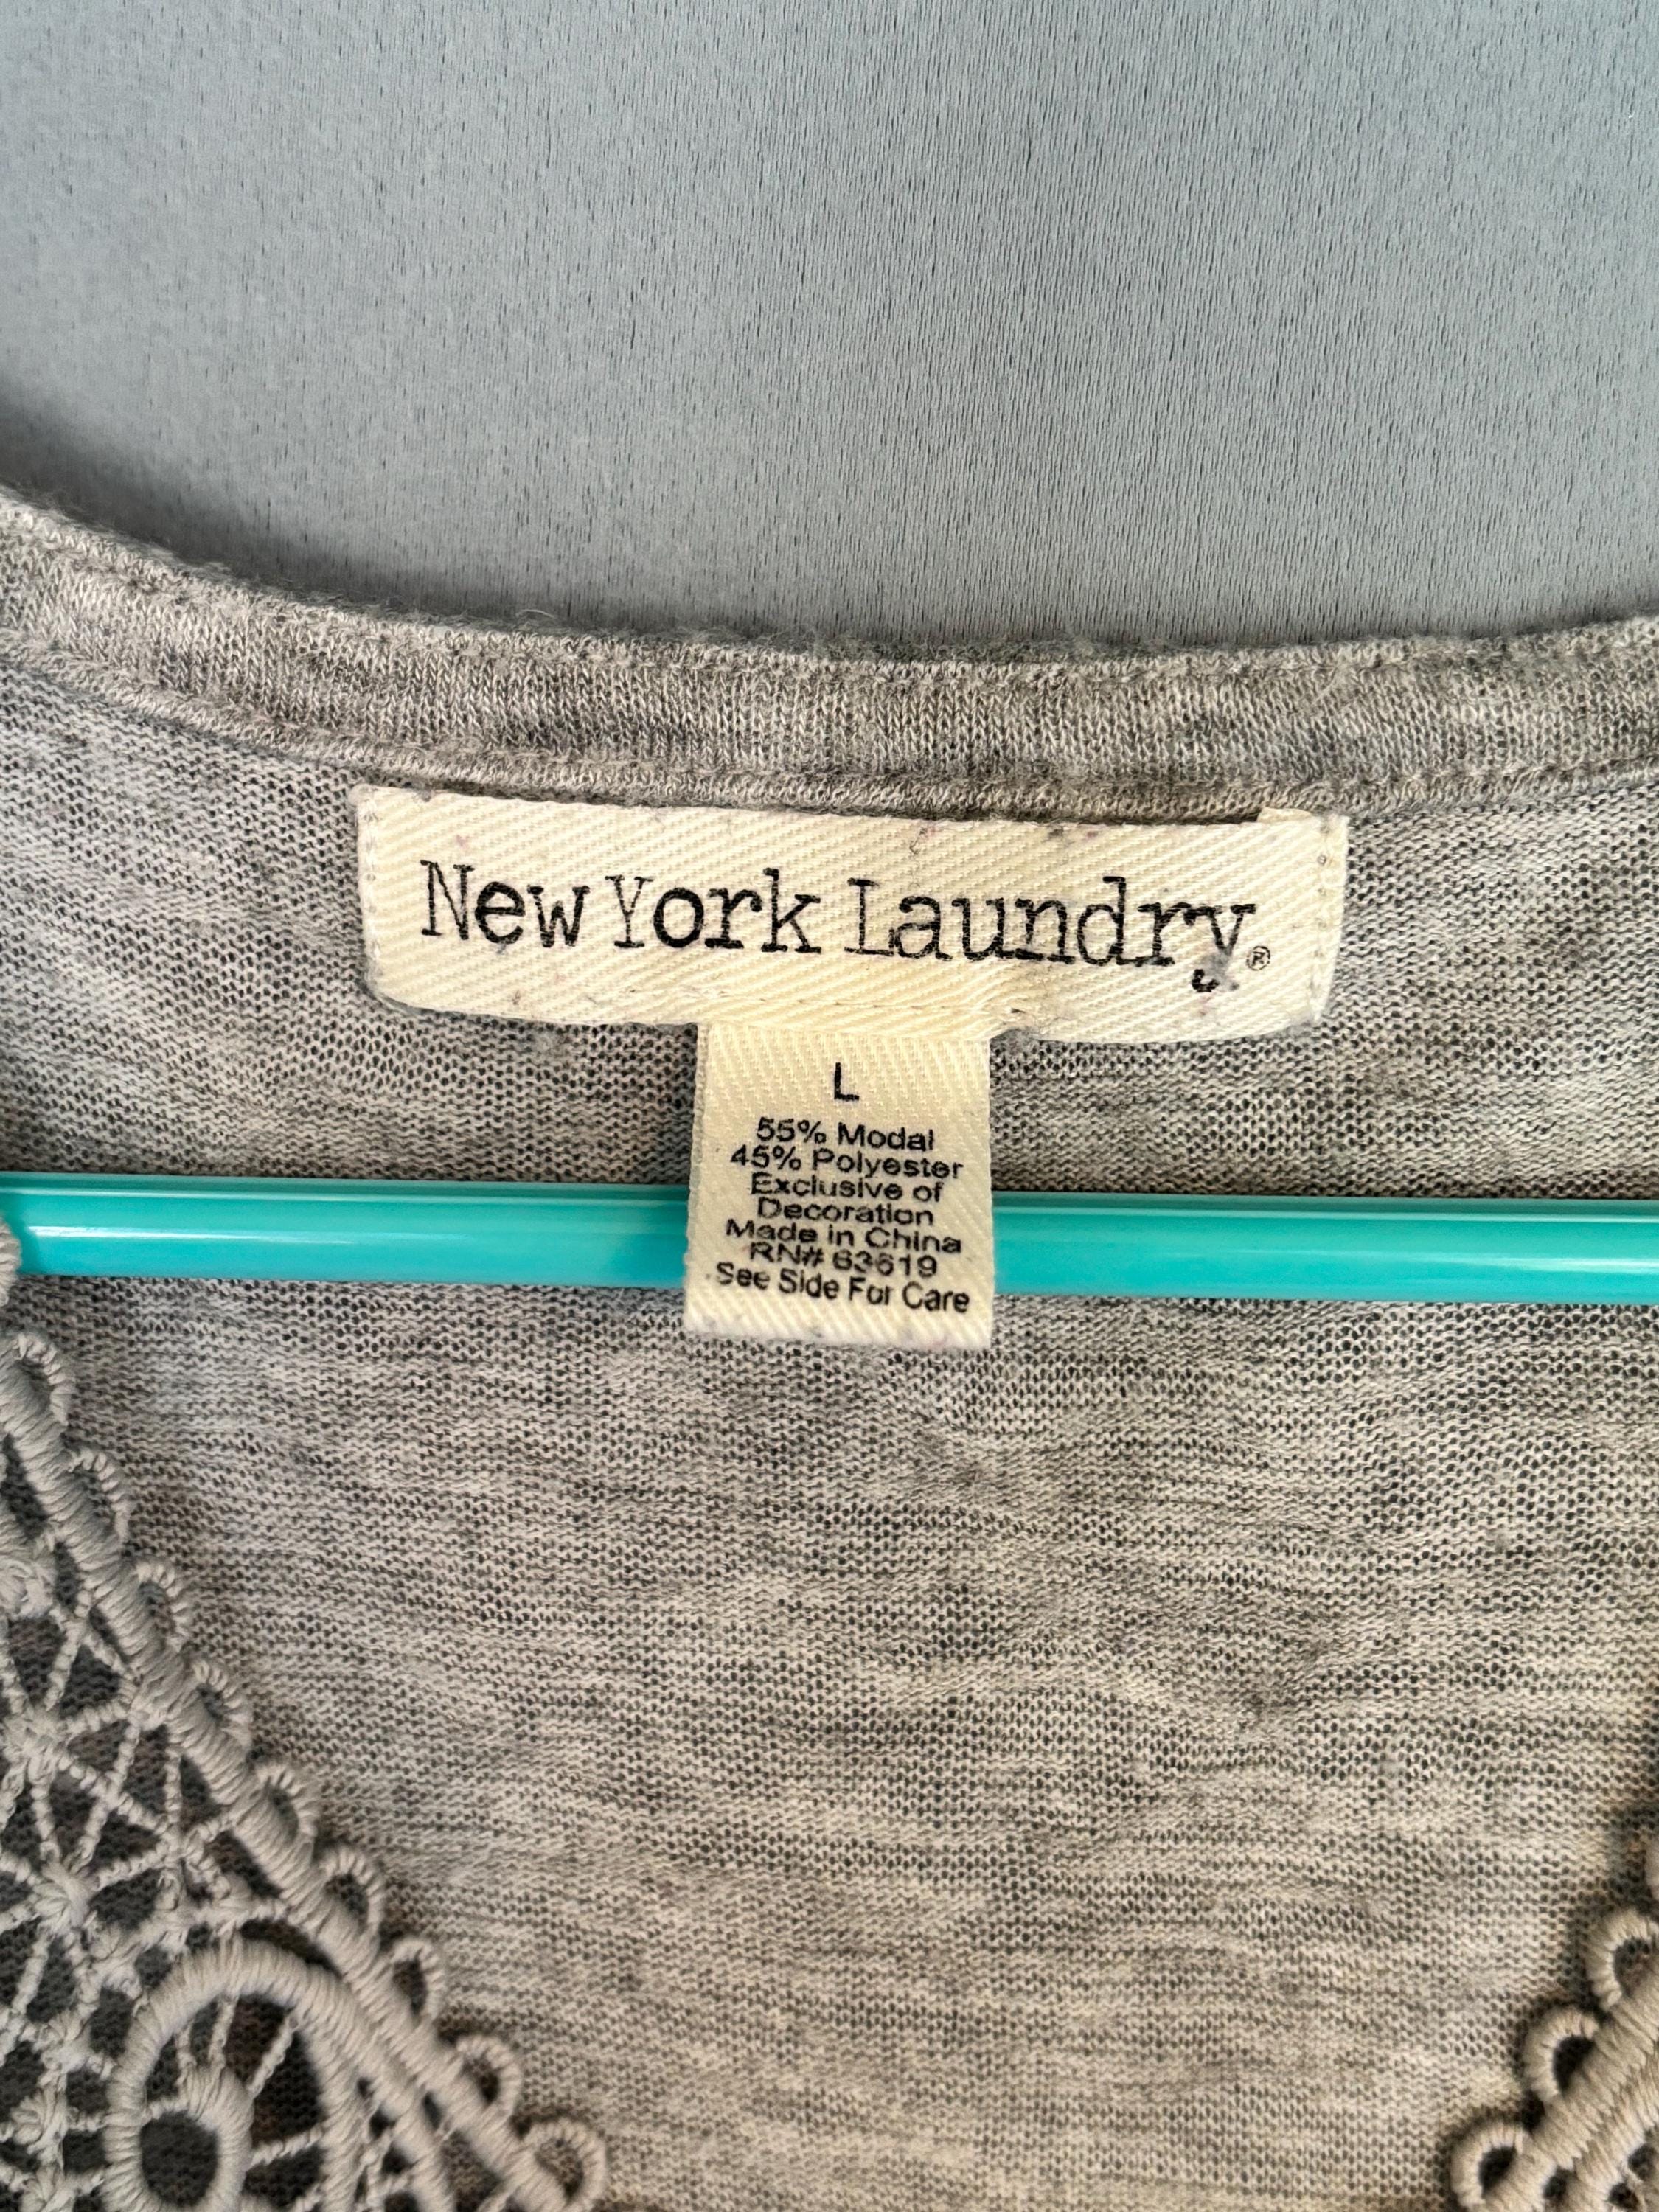 New York Laundry®
L
55% Modal
45% Polyester
Exclusive of
Decoration
Made in China
RN# 63619
See Side For Care